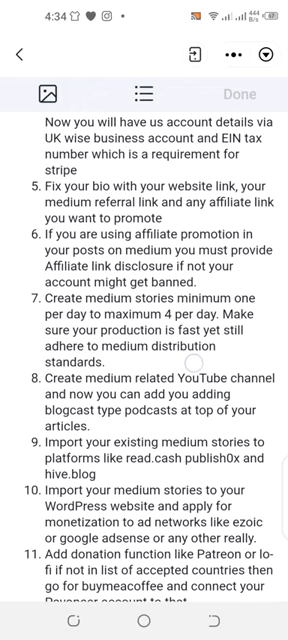 4:34
444
B/s
Done
Now you will have us account details via
UK wise business account and EIN tax
number which is a requirement for
stripe
5. Fix your bio with your website link, your
medium referral link and any affiliate link
you want to promote
6. If you are using affiliate promotion in
your posts on medium you must provide
Affiliate link disclosure if not your
account might get banned.
7. Create medium stories minimum one
per day to maximum 4 per day. Make
sure your production is fast yet still
adhere to medium distribution
standards.
8. Create medium related YouTube channel
and now you can add you adding
blogcast type podcasts at top of your
articles.
9. Import your existing medium stories to
platforms like read.cash publish0x and
hive.blog
10. Import your medium stories to your
WordPress website and apply for
monetization to ad networks like ezoic
or google adsense or any other really.
11. Add donation function like Patreon or lo-
fi if not in list of accepted countries then
go for buymeacoffee and connect your
Payoneer account to that